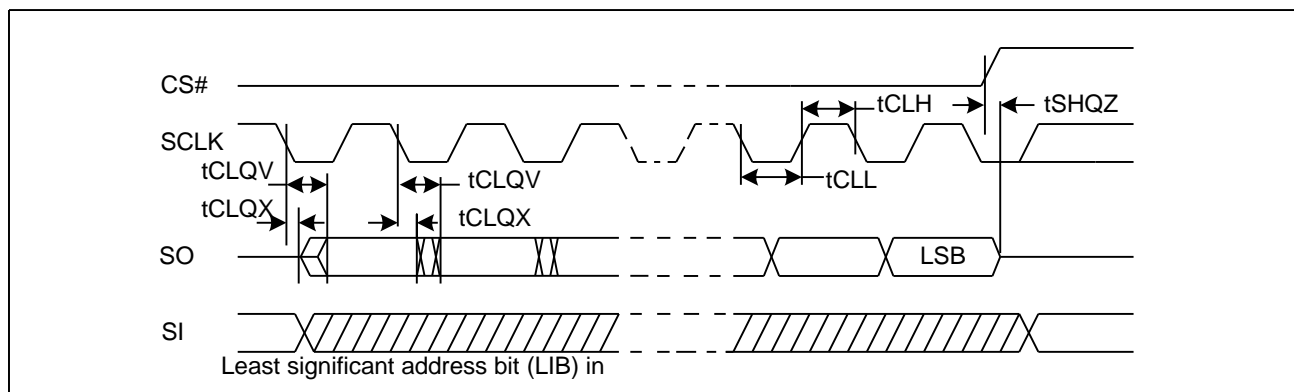 CS#
tCLH
tSHQZ
SCLK
tCLQV
tCLQV
tCLL
tCLQX
tCLQX
SO
LSB
SI
Least significant address bit (LIB) in